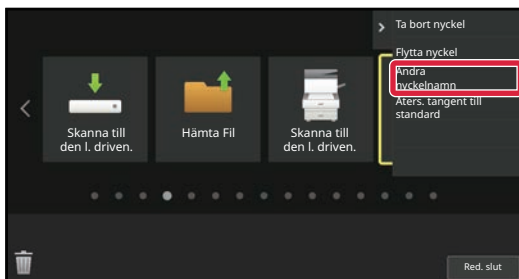 Ta bort nyckel
Flytta nyckel
Ändra
nyckelnamn
Åters. tangent till
standard
Skanna till
den l. driven.
Hämta Fil
Skanna till
den l. driven.
Red. slut